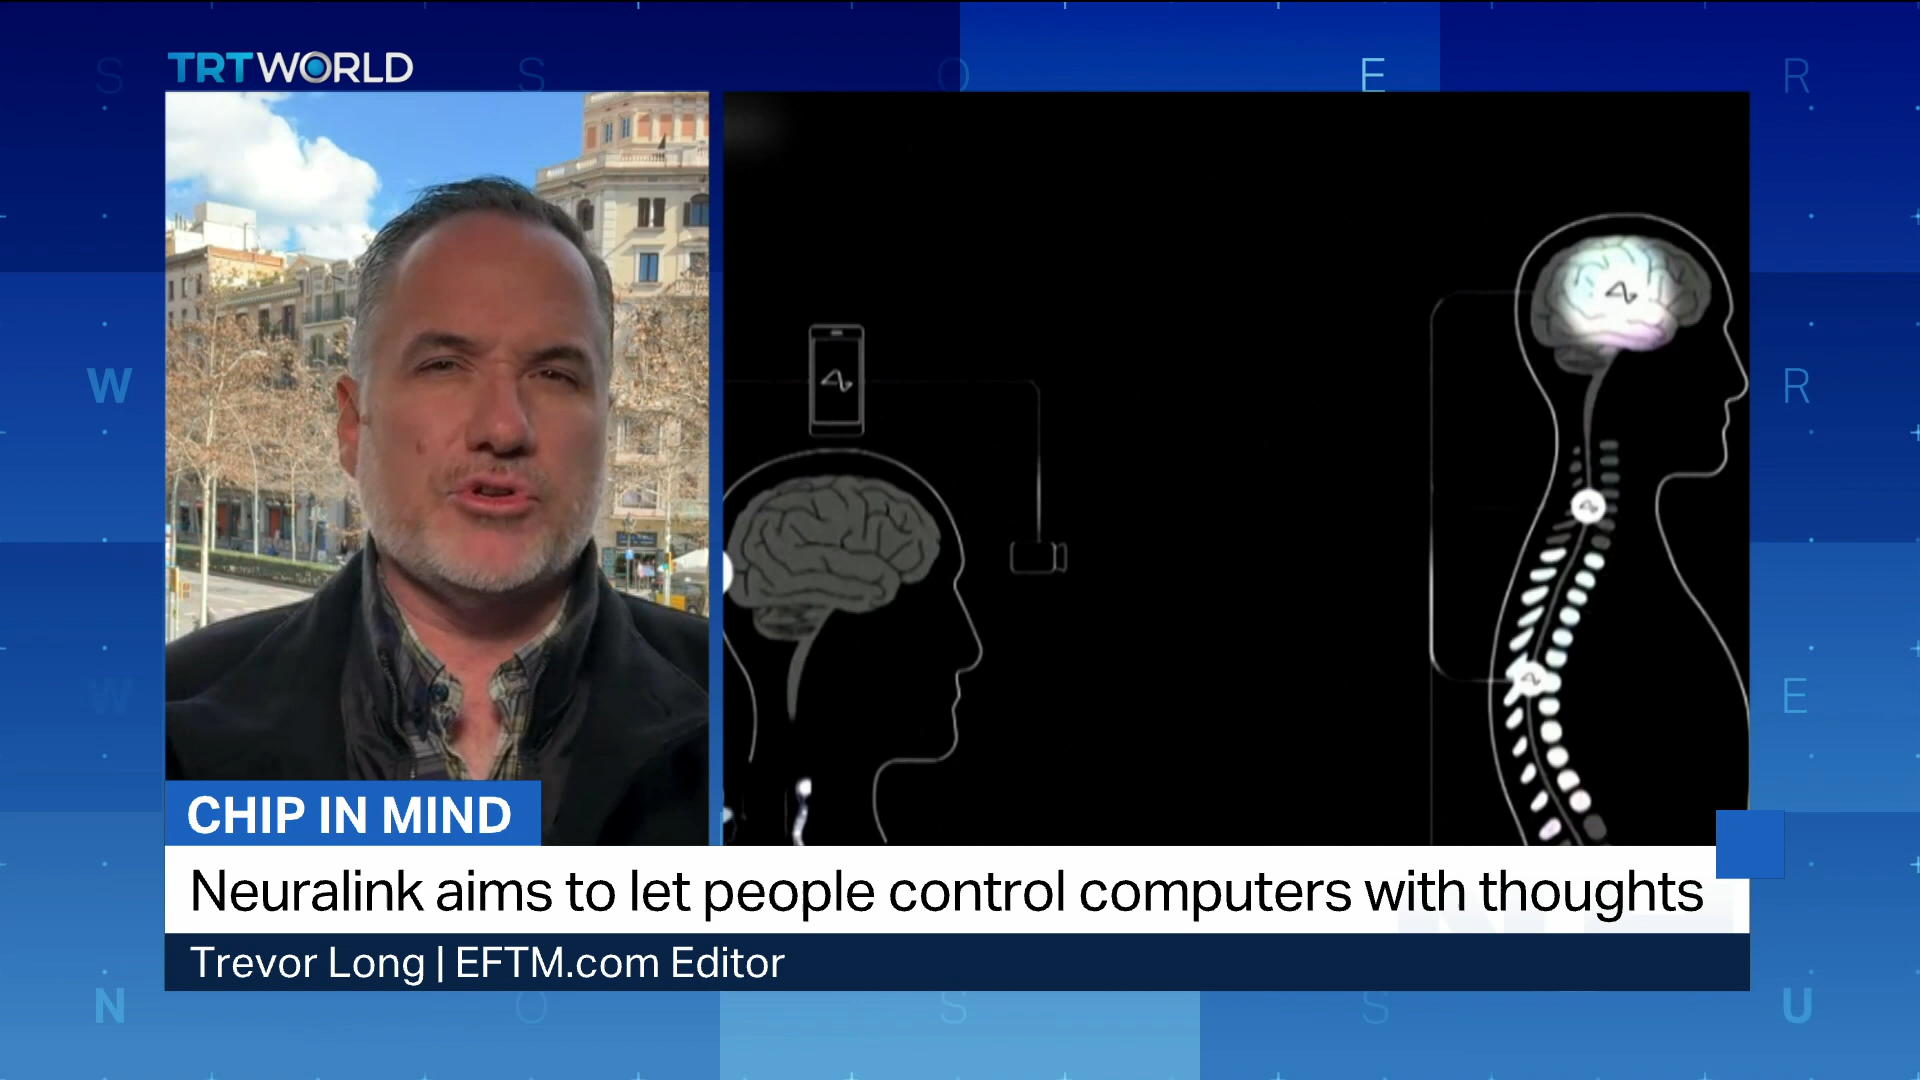 TRT WORLD
S S O E R
W R
W E
N O S S U
CHIP IN MIND
Neuralink aims to let people control computers with thoughts
Trevor Long | EFTM.com Editor